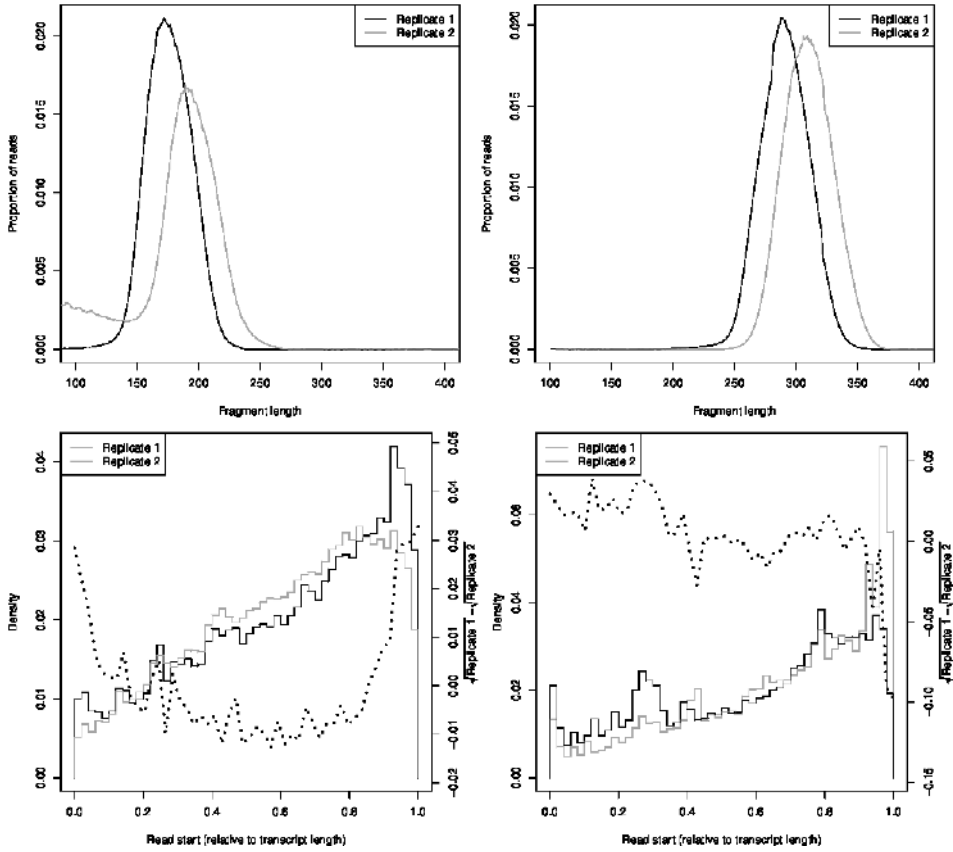 Replicate 1
Replicate 2
Proportion of reads
0.000 0.005 0.010 0.015 0.020
100 150 200 250 300 350 400
Fragment length
Replicate 1
Replicate 2
Proportion of reads
0.000 0.005 0.010 0.015 0.020
100 150 200 250 300 350 400
Fragment length
Replicate 1
Replicate 2
Density
0.00 0.01 0.02 0.03 0.04
−0.02 −0.01 0.00 0.01 0.02 0.03 0.04 0.05
√Replicate 1 − √Replicate 2
0.0 0.2 0.4 0.6 0.8 1.0
Read start (relative to transcript length)
Replicate 1
Replicate 2
Density
0.00 0.02 0.04 0.06
−0.15 −0.10 −0.05 0.00 0.05
√Replicate 1 − √Replicate 2
0.0 0.2 0.4 0.6 0.8 1.0
Read start (relative to transcript length)